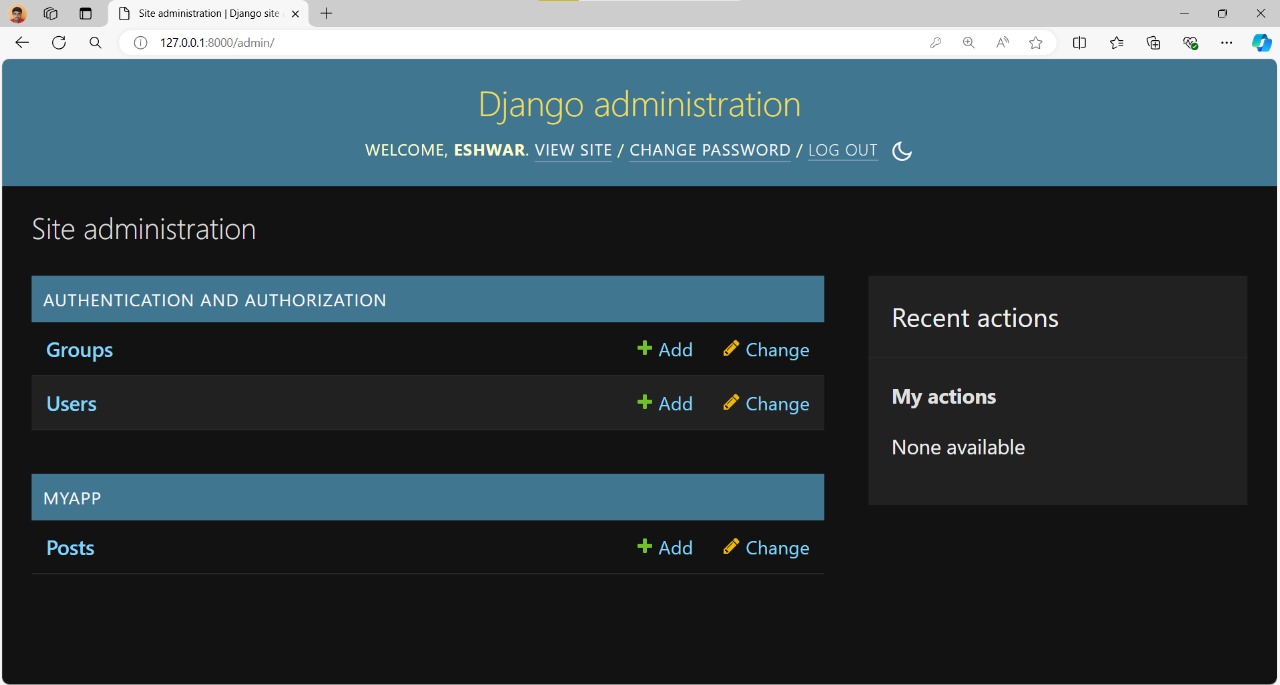 Site administration | Django site
127.0.0.1:8000/admin/
Django administration
WELCOME, ESHWAR. VIEW SITE / CHANGE PASSWORD / LOG OUT
Site administration
AUTHENTICATION AND AUTHORIZATION
Groups Add Change
Users Add Change
MYAPP
Posts Add Change
Recent actions
My actions
None available